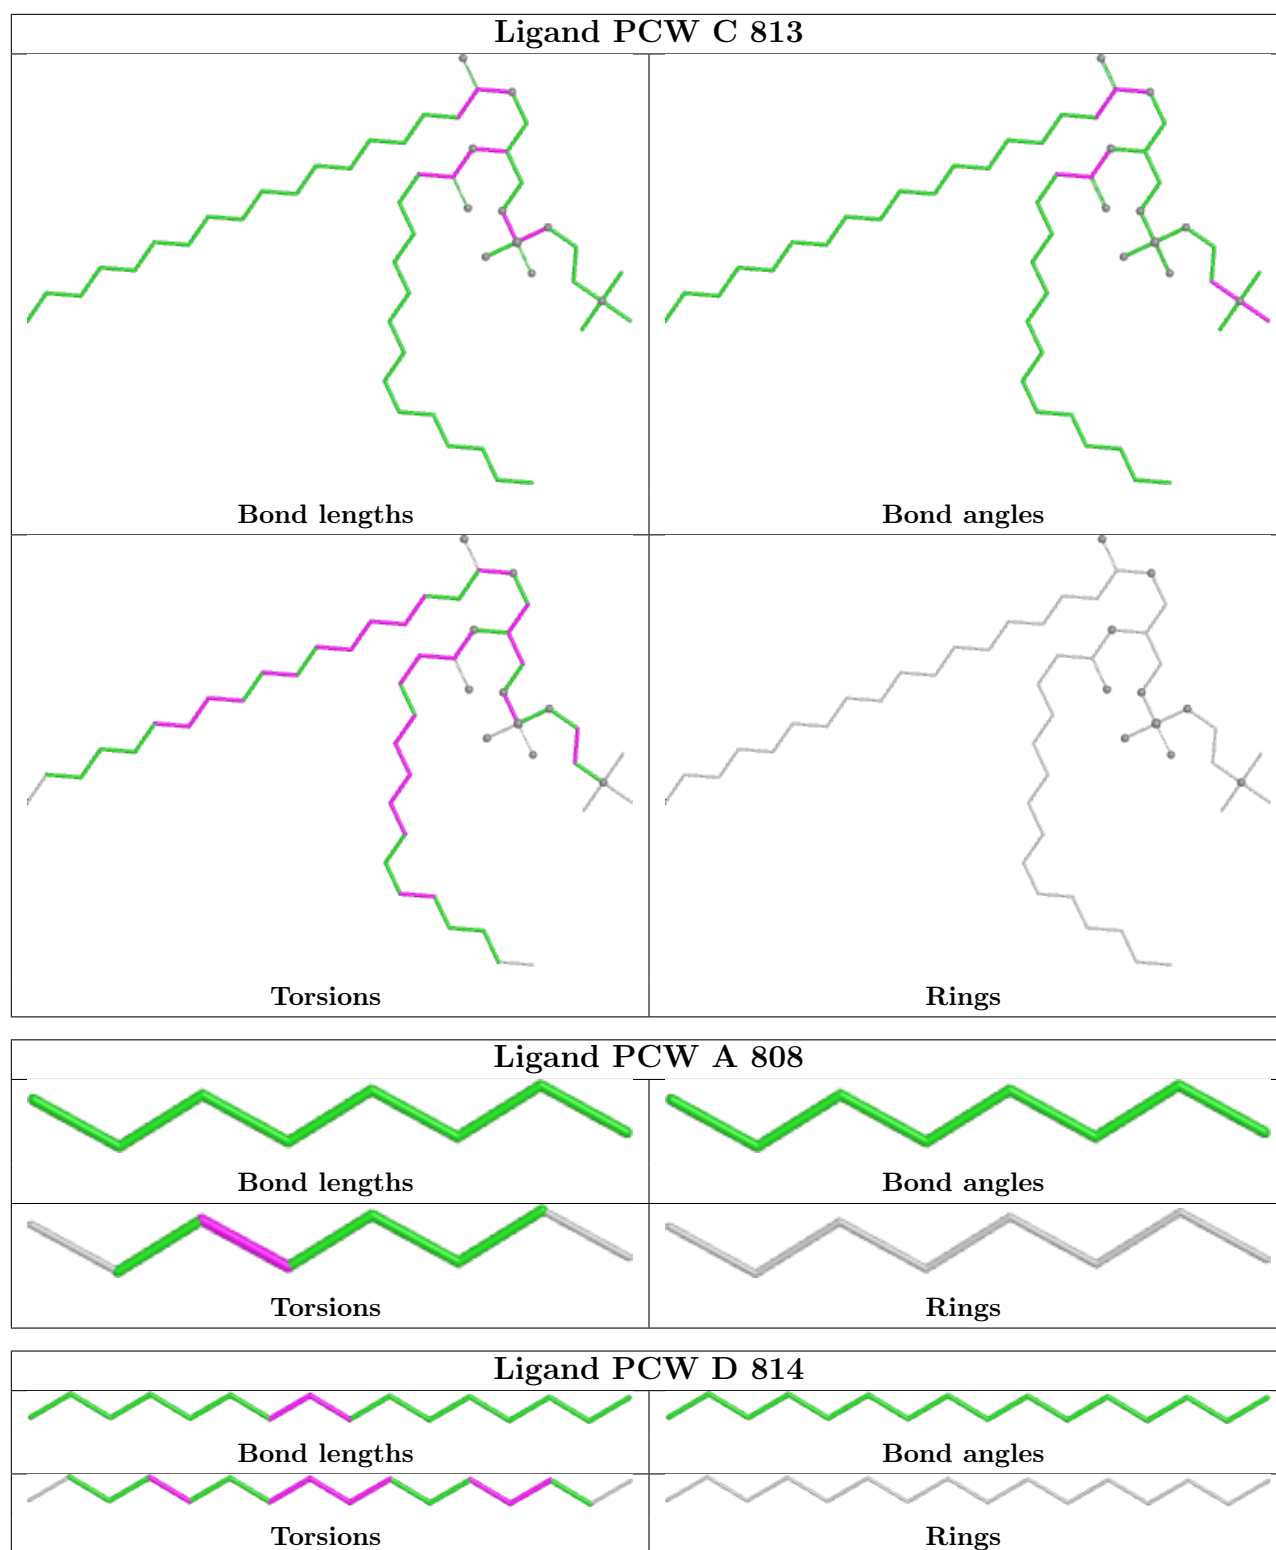 Ligand PCW C 813
Bond lengths
Bond angles
Torsions
Rings
Ligand PCW A 808
Bond lengths
Bond angles
Torsions
Rings
Ligand PCW D 814
Bond lengths
Bond angles
Torsions
Rings